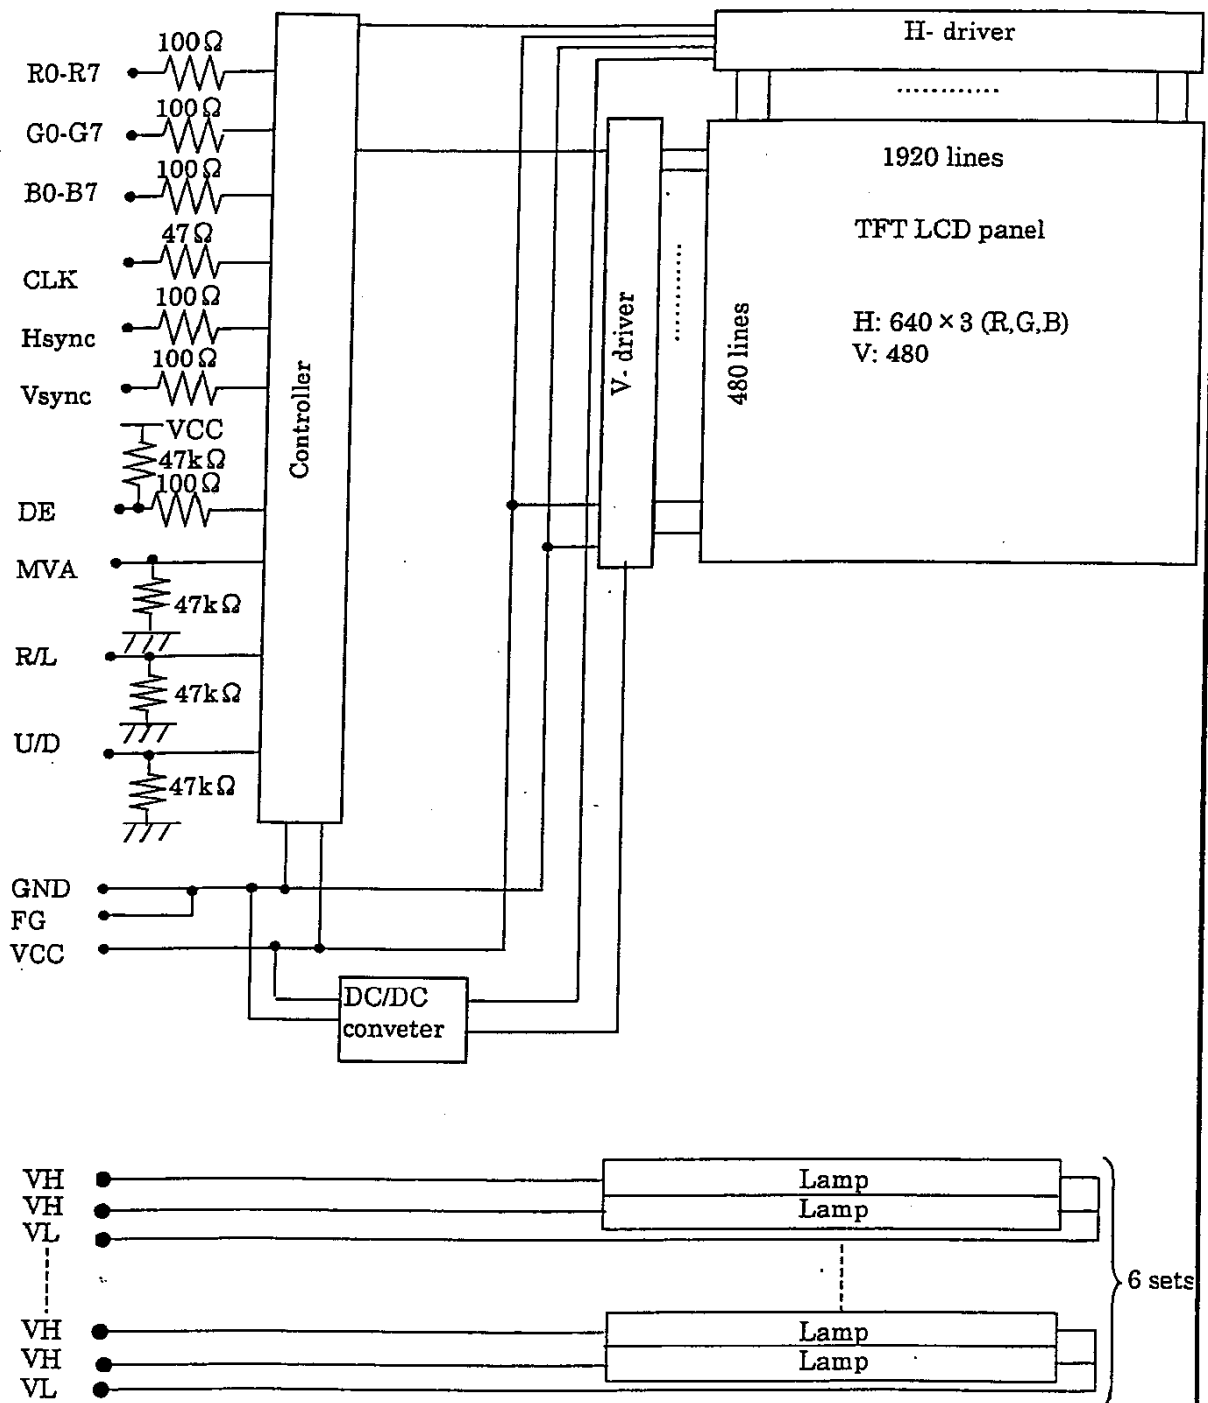 H- driver
100Ω
R0-R7
100Ω
G0-G7
100Ω
B0-B7
47Ω
CLK
100Ω
Hsync
100Ω
Vsync
VCC
47kΩ
100Ω
DE
MVA
47kΩ
R/L
47kΩ
U/D
47kΩ
Controller
V- driver
480 lines
1920 lines
TFT LCD panel
H: 640 × 3 (R,G,B)
V: 480
GND
FG
VCC
DC/DC
conveter
VH
Lamp
VH
Lamp
VL
6 sets
VH
Lamp
VH
Lamp
VL